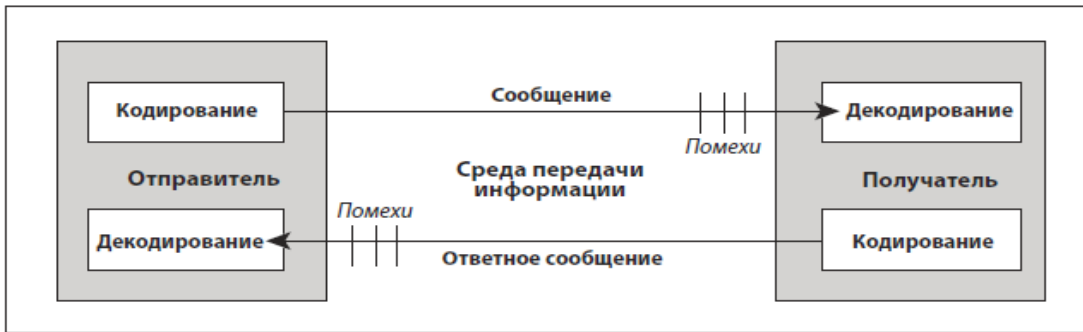 Сообщение
Кодирование
Декодирование
Помехи
Отправитель
Среда передачи
информации
Получатель
Помехи
Декодирование
Кодирование
Ответное сообщение